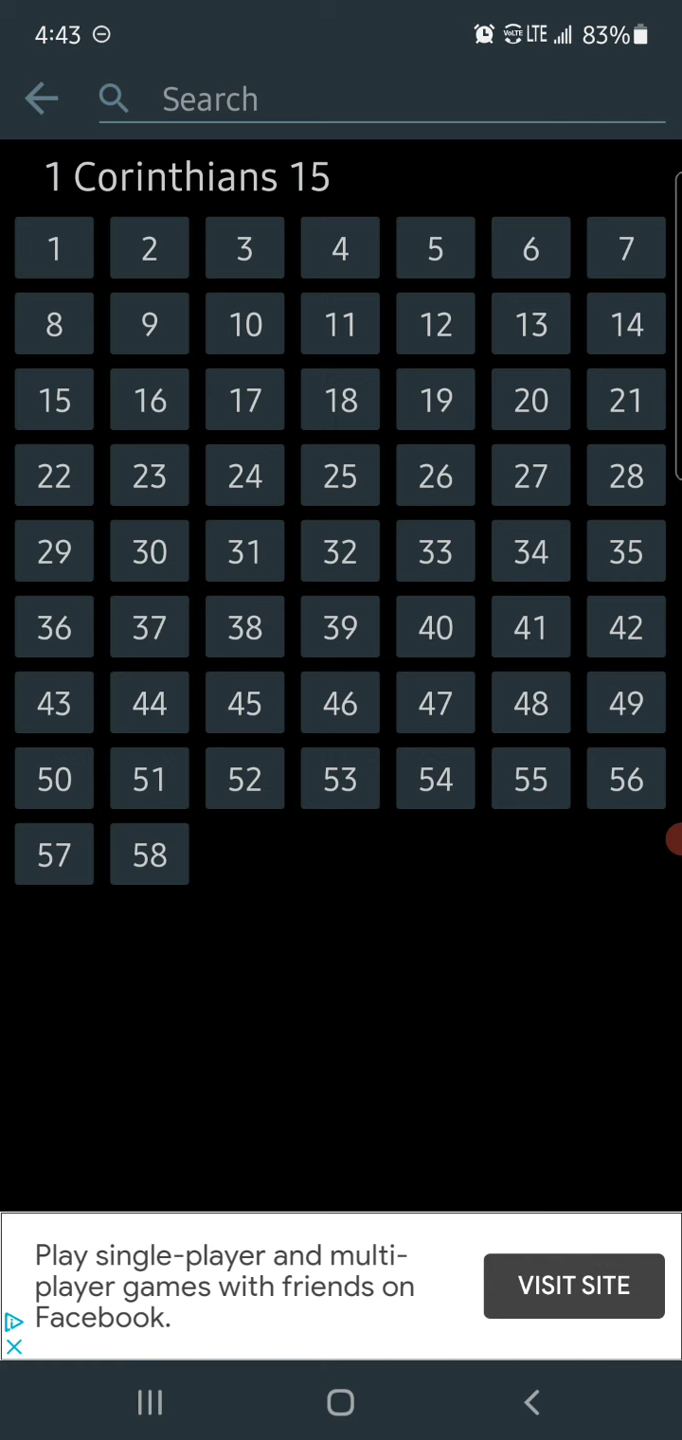 4:43 VoLTE LTE 83%
Search
1 Corinthians 15
1 2 3 4 5 6 7
8 9 10 11 12 13 14
15 16 17 18 19 20 21
22 23 24 25 26 27 28
29 30 31 32 33 34 35
36 37 38 39 40 41 42
43 44 45 46 47 48 49
50 51 52 53 54 55 56
57 58
Play single-player and multi-
player games with friends on
Facebook.
VISIT SITE